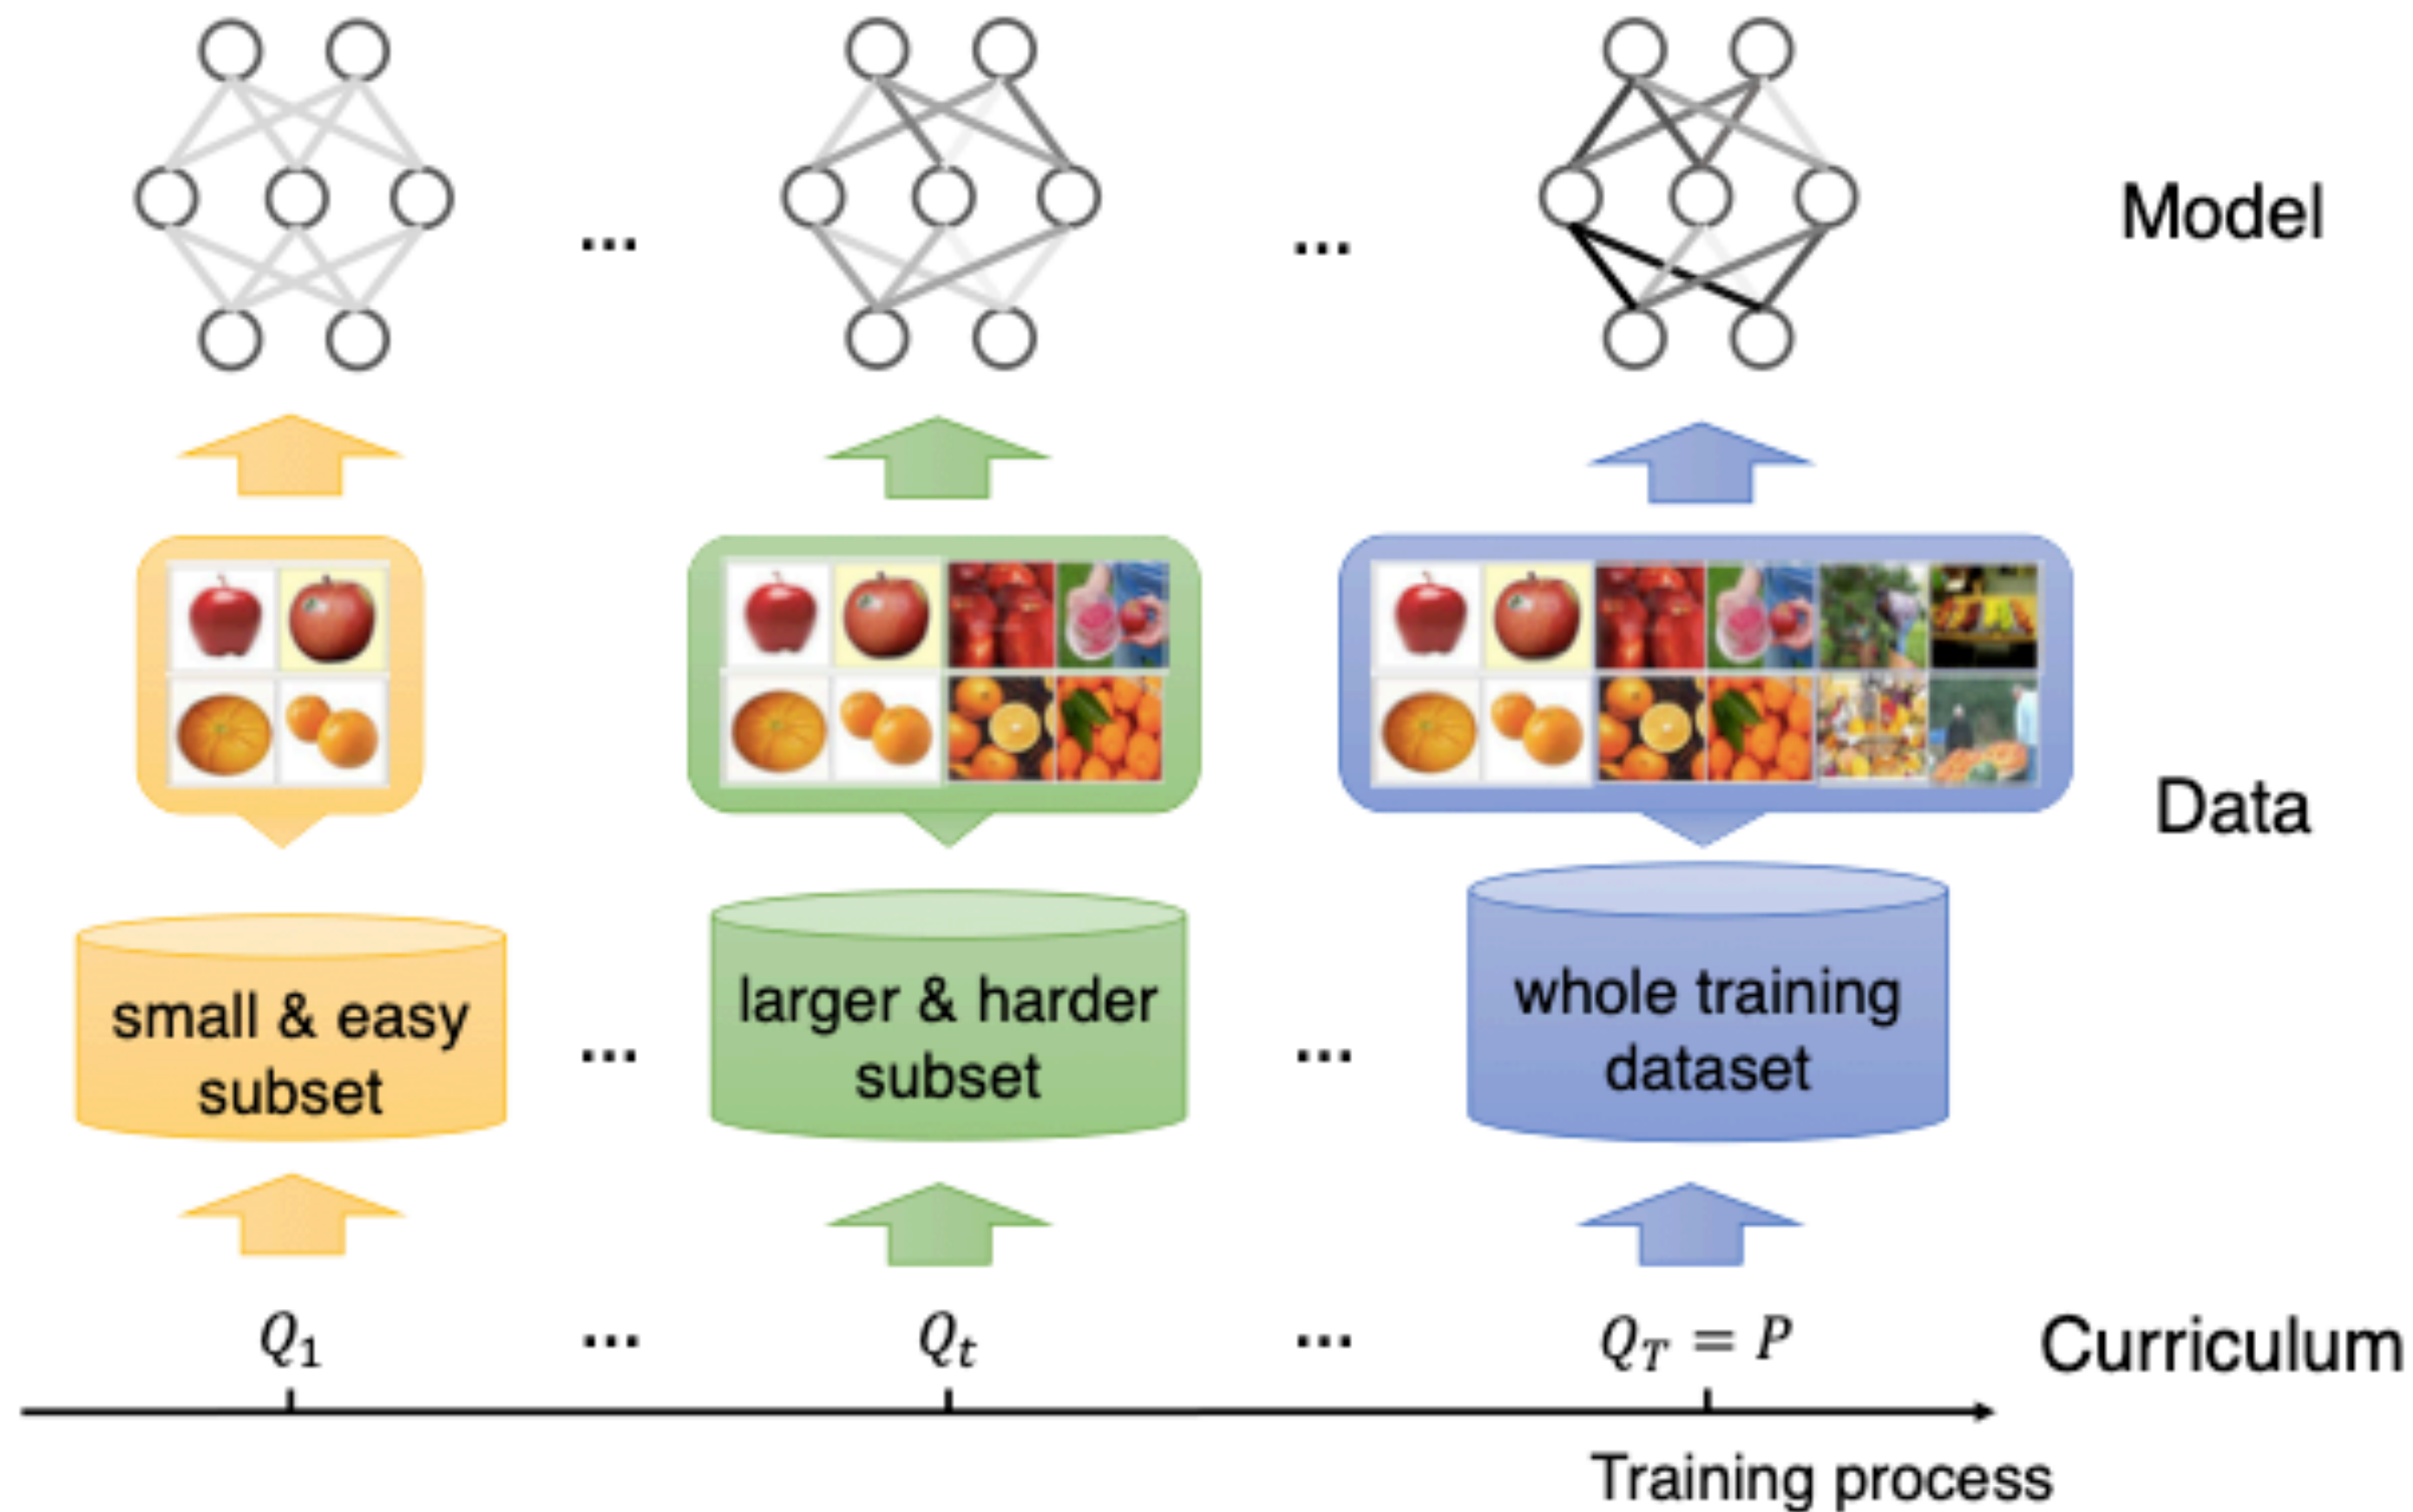 ...
...
Model
Data
small & easy
subset
...
larger & harder
subset
...
whole training
dataset
Q₁
...
Qₜ
...
Q_T = P
Curriculum
Training process